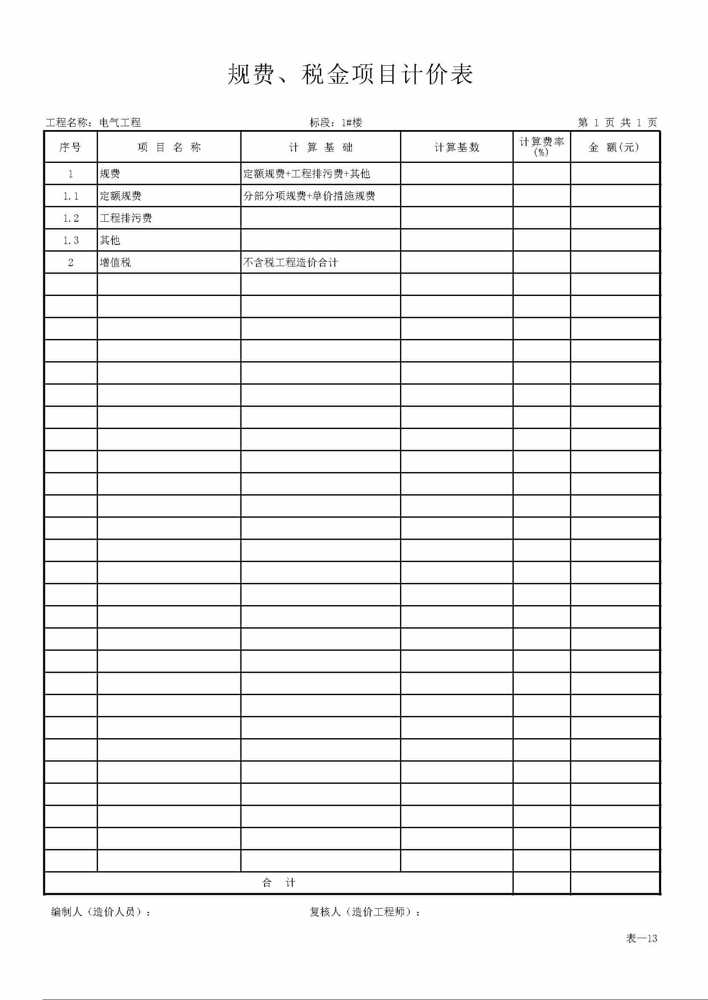 规费、税金项目计价表
工程名称：电气工程 标段：1#楼 第 1 页 共 1 页
序号 项 目 名 称 计 算 基 础 计算基数 计算费率(%) 金 额(元)
1 规费 定额规费+工程排污费+其他
1.1 定额规费 分部分项规费+单价措施规费
1.2 工程排污费
1.3 其他
2 增值税 不含税工程造价合计
合 计
编制人（造价人员）： 复核人（造价工程师）：
表—13